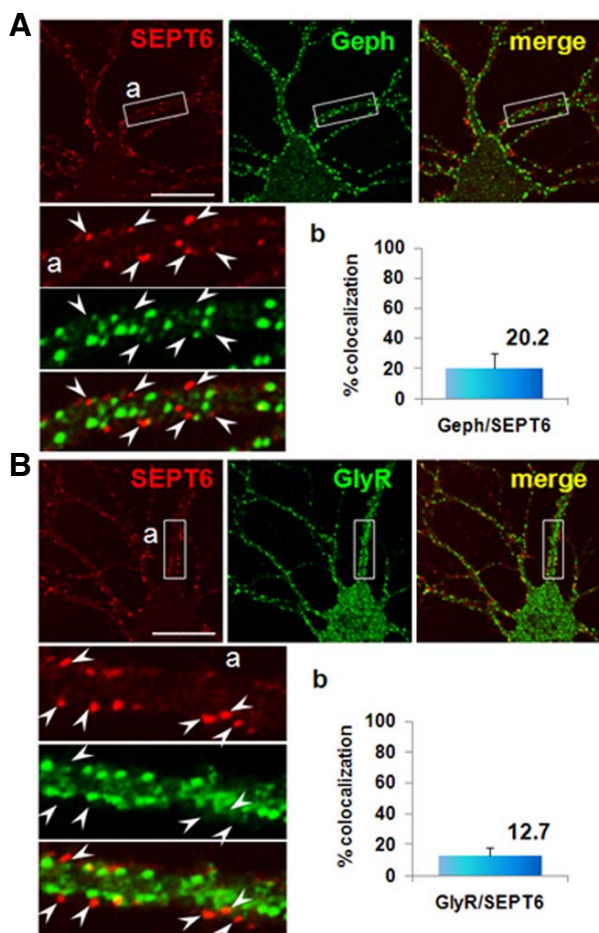 A
SEPT6 Geph merge
a
a
b
% colocalization
100
80
60
40
20
0
20.2
Geph/SEPT6
B
SEPT6 GlyR merge
a
a
b
% colocalization
100
80
60
40
20
0
12.7
GlyR/SEPT6